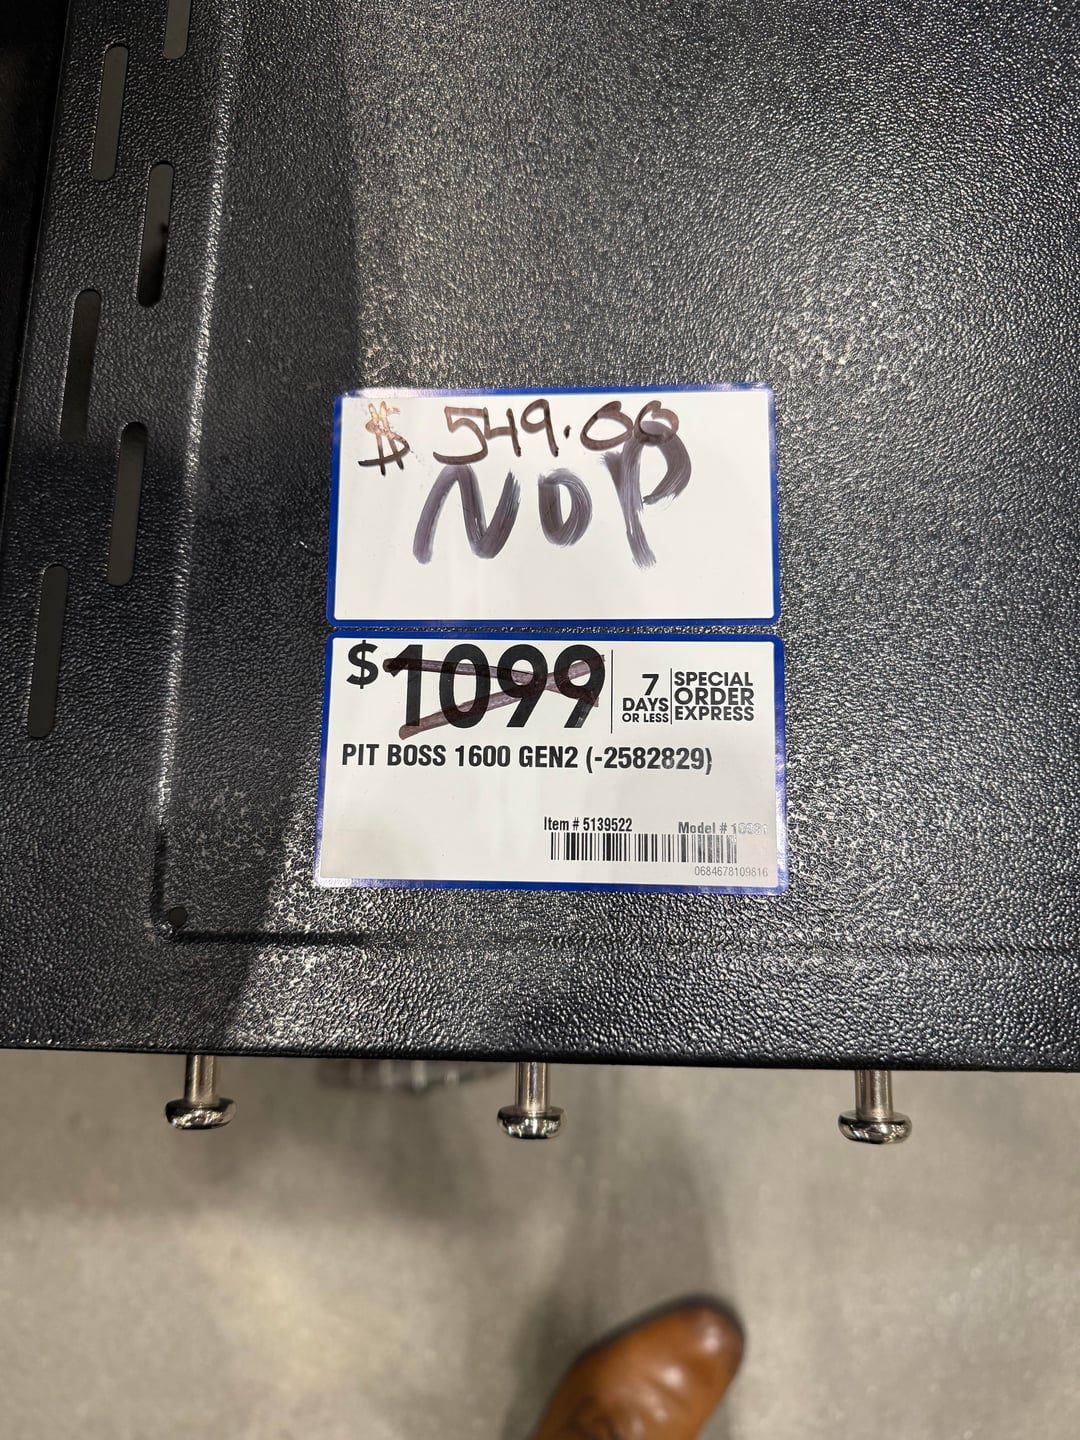 $ 549.00
NOP
$1099
7
DAYS
OR LESS
SPECIAL
ORDER
EXPRESS
PIT BOSS 1600 GEN2 (-2582829)
Item # 5139522
Model #
0684678109816